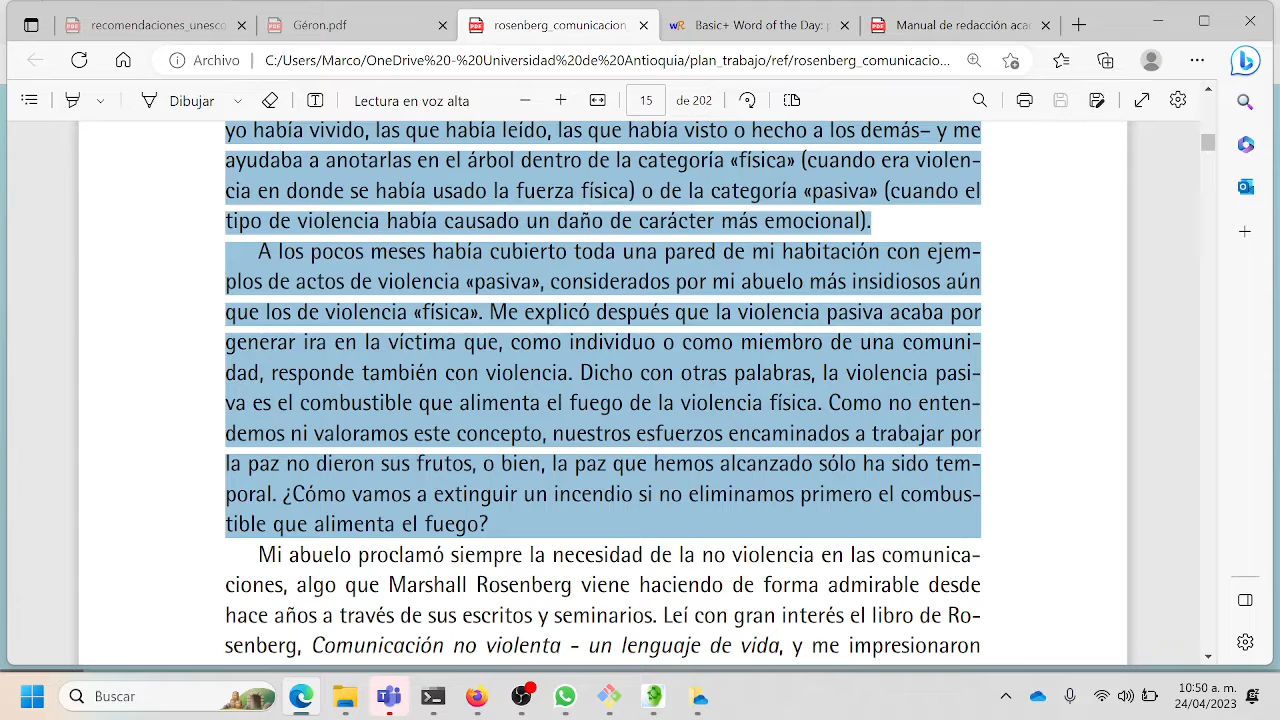 recomendaciones_unesco
Géron.pdf
rosenberg_comunicacion
Basic+ Word of the Day: p
Manual de redacción aca
Archivo
C:/Users/Marco/OneDrive%20-%20Universidad%20de%20Antioquia/plan_trabajo/ref/rosenberg_comunicacio...
Dibujar
Lectura en voz alta
15
de 202
yo había vivido, las que había leído, las que había visto o hecho a los demás– y me
ayudaba a anotarlas en el árbol dentro de la categoría «física» (cuando era violen-
cia en donde se había usado la fuerza física) o de la categoría «pasiva» (cuando el
tipo de violencia había causado un daño de carácter más emocional).
A los pocos meses había cubierto toda una pared de mi habitación con ejem-
plos de actos de violencia «pasiva», considerados por mi abuelo más insidiosos aún
que los de violencia «física». Me explicó después que la violencia pasiva acaba por
generar ira en la víctima que, como individuo o como miembro de una comuni-
dad, responde también con violencia. Dicho con otras palabras, la violencia pasi-
va es el combustible que alimenta el fuego de la violencia física. Como no enten-
demos ni valoramos este concepto, nuestros esfuerzos encaminados a trabajar por
la paz no dieron sus frutos, o bien, la paz que hemos alcanzado sólo ha sido tem-
poral. ¿Cómo vamos a extinguir un incendio si no eliminamos primero el combus-
tible que alimenta el fuego?
Mi abuelo proclamó siempre la necesidad de la no violencia en las comunica-
ciones, algo que Marshall Rosenberg viene haciendo de forma admirable desde
hace años a través de sus escritos y seminarios. Leí con gran interés el libro de Ro-
senberg, Comunicación no violenta - un lenguaje de vida, y me impresionaron
Buscar
10:50 a. m.
24/04/2023